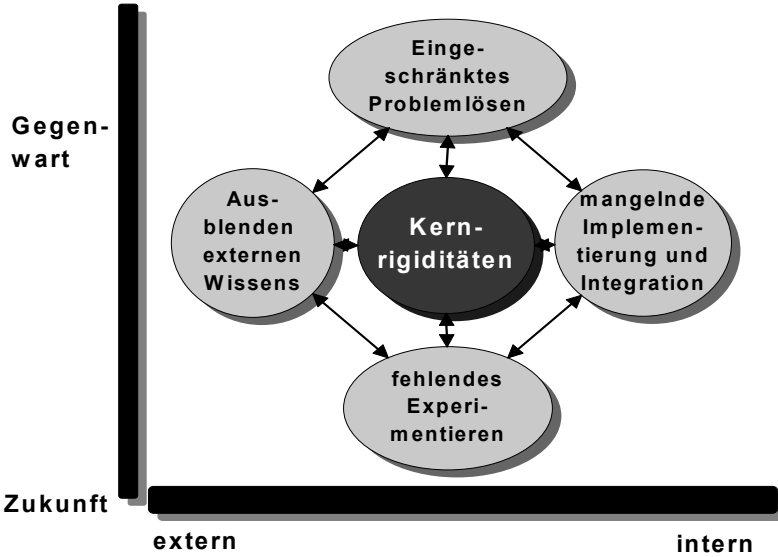 Einge-
schränktes
Problemlösen
Gegen-
wart
Aus-
blenden
externen
Wissens
Kern-
rigiditäten
mangelnde
Implemen-
tierung und
Integration
fehlendes
Experi-
mentieren
Zukunft
extern
intern